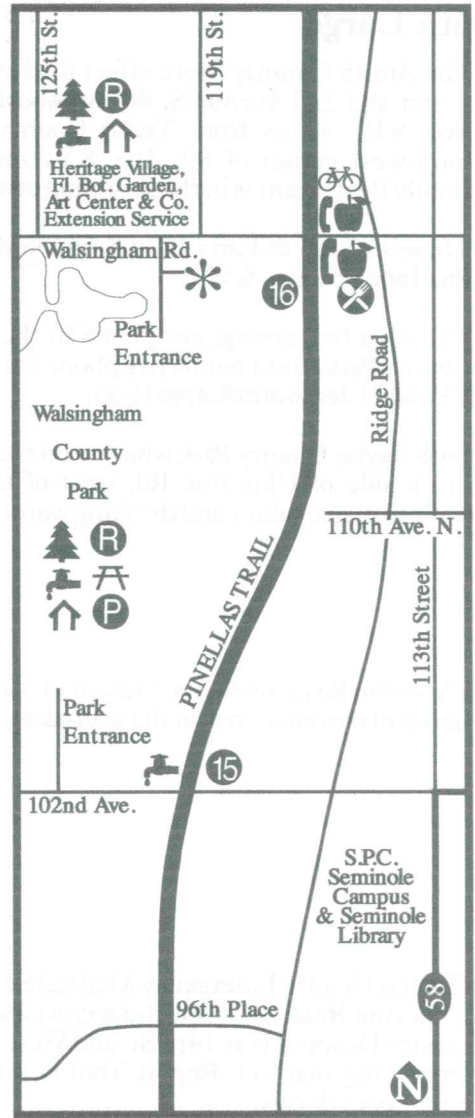 125th St.
119th St.
R
Heritage Village,
Fl. Bot. Garden,
Art Center & Co.
Extension Service
Walsingham Rd.
16
Park
Entrance
Ridge Road
Walsingham
County
Park
R
P
110th Ave. N.
PINELLAS TRAIL
113th Street
Park
Entrance
15
102nd Ave.
S.P.C.
Seminole
Campus
& Seminole
Library
58
96th Place
N